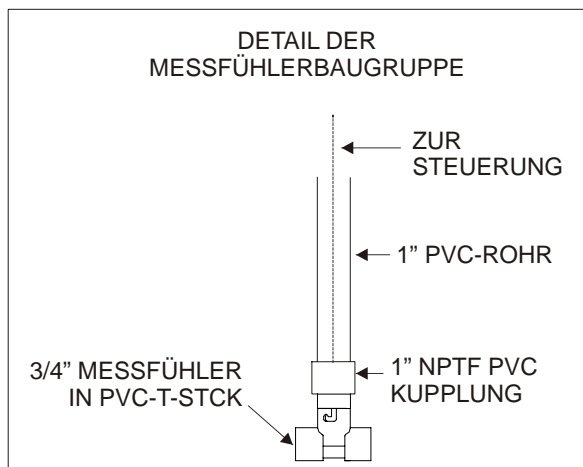 DETAIL DER
MESSFÜHLERBAUGRUPPE
ZUR
STEUERUNG
1” PVC-ROHR
3/4” MESSFÜHLER
IN PVC-T-STCK
1” NPTF PVC
KUPPLUNG